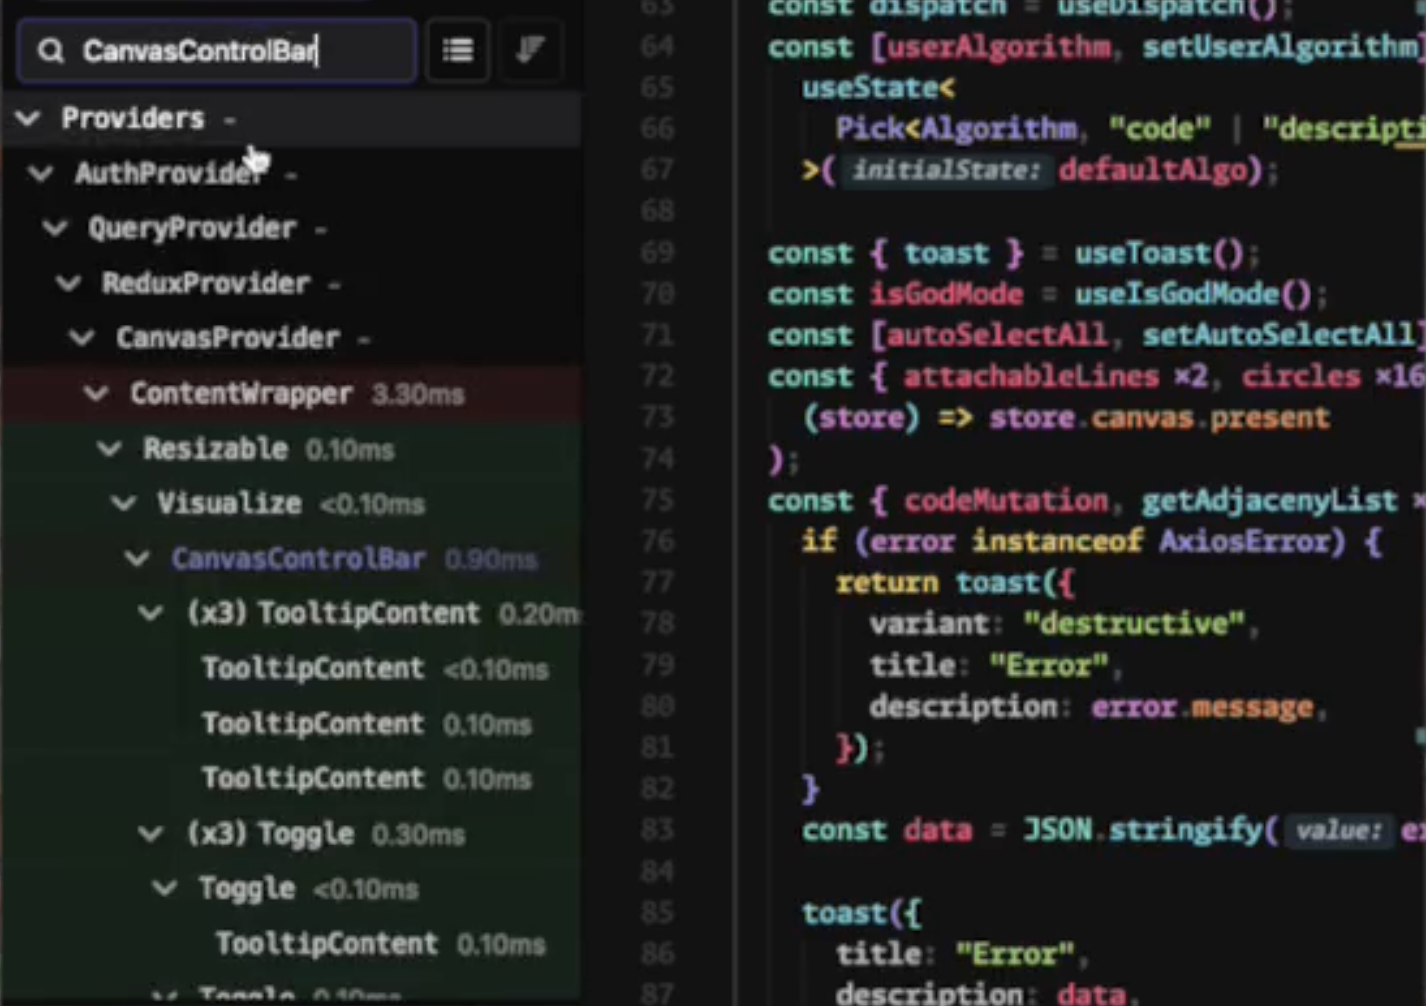 CanvasControlBar
Providers -
AuthProvider -
QueryProvider -
ReduxProvider -
CanvasProvider -
ContentWrapper 3.30ms
Resizable 0.10ms
Visualize <0.10ms
CanvasControlBar 0.90ms
(x3) TooltipContent 0.20m
TooltipContent <0.10ms
TooltipContent 0.10ms
TooltipContent 0.10ms
(x3) Toggle 0.30ms
Toggle <0.10ms
TooltipContent 0.10ms
Toggle 0.10ms
63 const dispatch = useDispatch();
64 const [userAlgorithm, setUserAlgorithm]
65 useState<
66 Pick<Algorithm, "code" | "descripti
67 >( initialState: defaultAlgo);
68
69 const { toast } = useToast();
70 const isGodMode = useIsGodMode();
71 const [autoSelectAll, setAutoSelectAll]
72 const { attachableLines ×2, circles ×16
73 (store) => store.canvas.present
74 );
75 const { codeMutation, getAdjacenyList ×
76 if (error instanceof AxiosError) {
77 return toast({
78 variant: "destructive",
79 title: "Error",
80 description: error.message,
81 });
82 }
83 const data = JSON.stringify( value: er
84
85 toast({
86 title: "Error",
87 description: data,